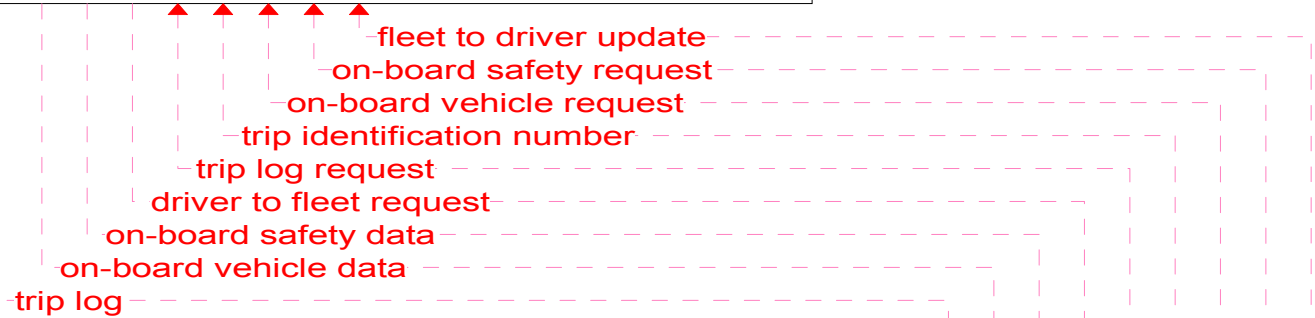 fleet to driver update
on-board safety request
on-board vehicle request
trip identification number
trip log request
driver to fleet request
on-board safety data
on-board vehicle data
trip log